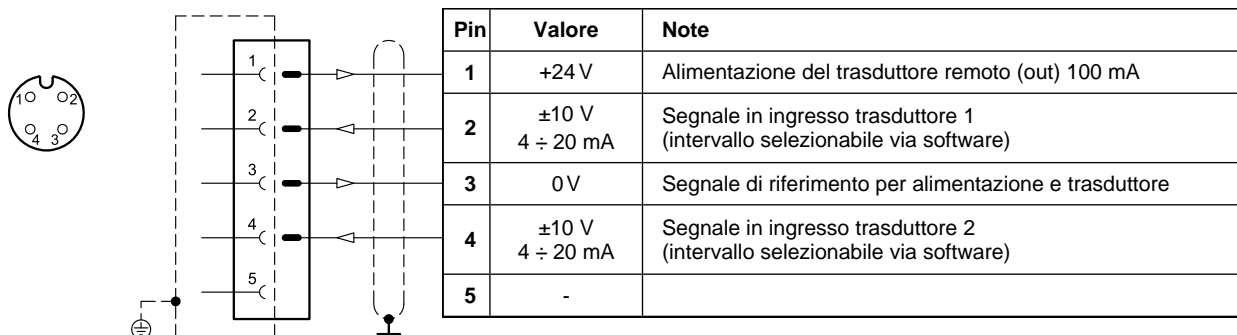 Pin Valore Note
1 +24 V Alimentazione del trasduttore remoto (out) 100 mA
2 ±10 V Segnale in ingresso trasduttore 1
4 ÷ 20 mA (intervallo selezionabile via software)
3 0 V Segnale di riferimento per alimentazione e trasduttore
4 ±10 V Segnale in ingresso trasduttore 2
4 ÷ 20 mA (intervallo selezionabile via software)
5 -
1
2
3
4
5
1 2
4 3